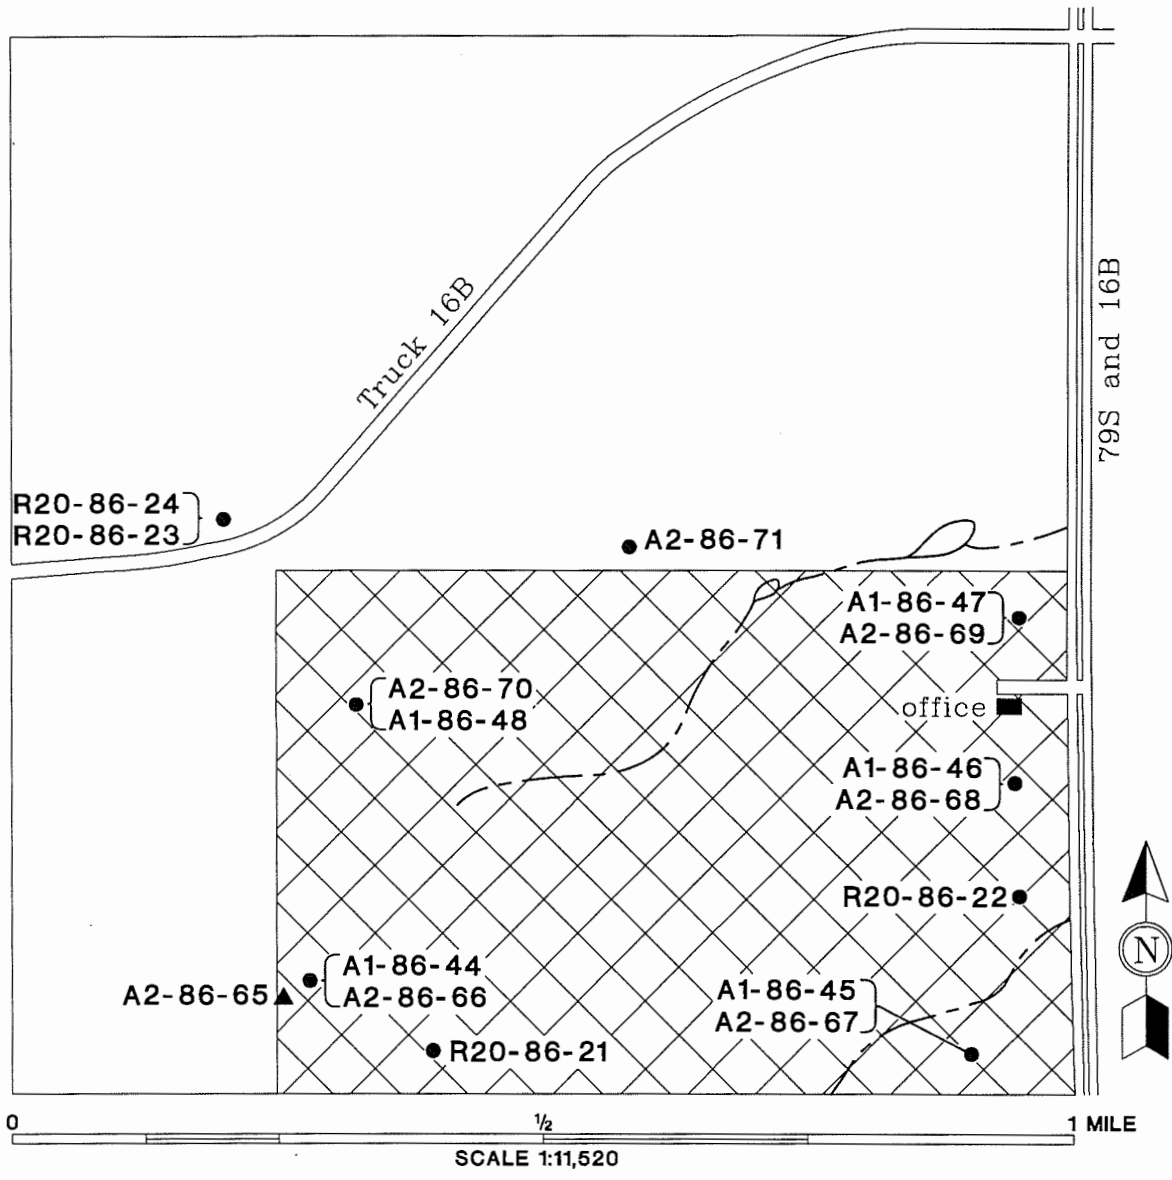 Truck 16B
79S and 16B
R20-86-24
R20-86-23
A2-86-71
A1-86-47
A2-86-69
A2-86-70
A1-86-48
office
A1-86-46
A2-86-68
R20-86-22
N
A1-86-44
A2-86-66
A2-86-65
A1-86-45
A2-86-67
R20-86-21
0 1/2 1 MILE
SCALE 1:11,520